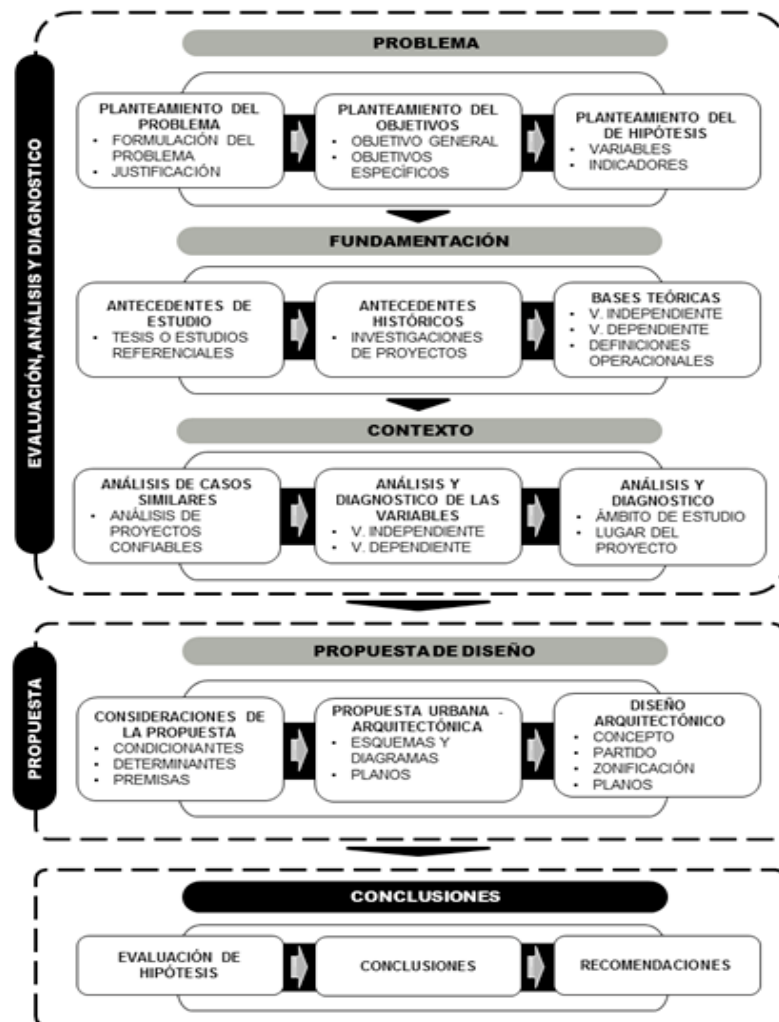 EVALUACIÓN, ANÁLISIS Y DIAGNOSTICO
PROBLEMA
PLANTEAMIENTO DEL
PROBLEMA
• FORMULACIÓN DEL
PROBLEMA
• JUSTIFICACIÓN
PLANTEAMIENTO DEL
OBJETIVOS
• OBJETIVO GENERAL
• OBJETIVOS
ESPECÍFICOS
PLANTEAMIENTO DEL
DE HIPÓTESIS
• VARIABLES
• INDICADORES
FUNDAMENTACIÓN
ANTECEDENTES DE
ESTUDIO
• TESIS O ESTUDIOS
REFERENCIALES
ANTECEDENTES
HISTÓRICOS
• INVESTIGACIONES
DE PROYECTOS
BASES TEÓRICAS
• V. INDEPENDIENTE
• V. DEPENDIENTE
• DEFINICIONES
OPERACIONALES
CONTEXTO
ANÁLISIS DE CASOS
SIMILARES
• ANÁLISIS DE
PROYECTOS
CONFIABLES
ANÁLISIS Y
DIAGNOSTICO DE LAS
VARIABLES
• V. INDEPENDIENTE
• V. DEPENDIENTE
ANÁLISIS Y
DIAGNOSTICO
• ÁMBITO DE ESTUDIO
• LUGAR DEL
PROYECTO
PROPUESTA
PROPUESTA DE DISEÑO
CONSIDERACIONES DE
LA PROPUESTA
• CONDICIONANTES
• DETERMINANTES
• PREMISAS
PROPUESTA URBANA -
ARQUITECTÓNICA
• ESQUEMAS Y
DIAGRAMAS
• PLANOS
DISEÑO
ARQUITECTÓNICO
• CONCEPTO
• PARTIDO
• ZONIFICACIÓN
• PLANOS
CONCLUSIONES
EVALUACIÓN DE
HIPÓTESIS
CONCLUSIONES
RECOMENDACIONES